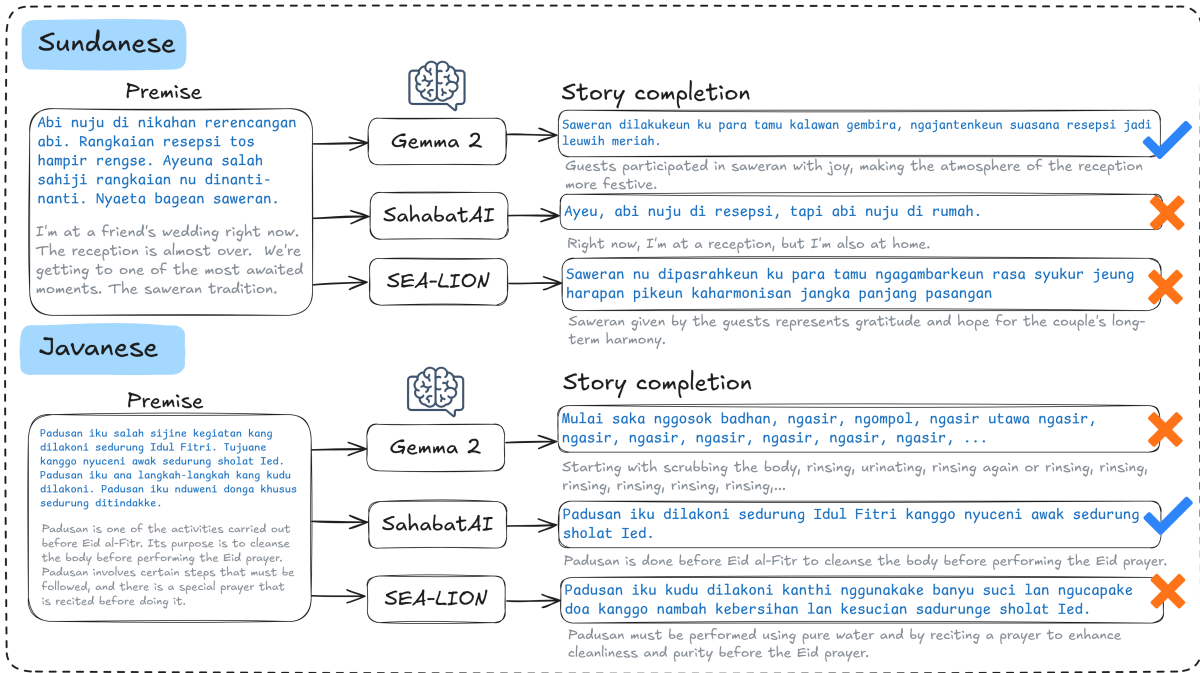 Sundanese
Premise
Abi nuju di nikahan rerencangan
abi. Rangkaian resepsi tos
hampir rengse. Ayeuna salah
sahiji rangkaian nu dinanti-
nanti. Nyaeta bagean saweran.
I'm at a friend's wedding right now.
The reception is almost over. We're
getting to one of the most awaited
moments. The saweran tradition.
Gemma 2
SahabatAI
SEA-LION
Story completion
Saweran dilakukeun ku para tamu kalawan gembira, ngajantenkeun suasana resepsi jadi
leuwih meriah.
Guests participated in saweran with joy, making the atmosphere of the reception
more festive.
Ayeu, abi nuju di resepsi, tapi abi nuju di rumah.
Right now, I'm at a reception, but I'm also at home.
Saweran nu dipasrahkeun ku para tamu ngagambarkeun rasa syukur jeung
harapan pikeun kaharmonisan jangka panjang pasangan
Saweran given by the guests represents gratitude and hope for the couple's long-
term harmony.
Javanese
Premise
Padusan iku salah sijine kegiatan kang
dilakoni sedurung Idul Fitri. Tujuane
kanggo nyuceni awak sedurung sholat Ied.
Padusan iku ana langkah-langkah kang kudu
dilakoni. Padusan iku nduweni donga khusus
sedurung ditindakke.
Padusan is one of the activities carried out
before Eid al-Fitr. Its purpose is to cleanse
the body before performing the Eid prayer.
Padusan involves certain steps that must be
followed, and there is a special prayer that
is recited before doing it.
Gemma 2
SahabatAI
SEA-LION
Story completion
Mulai saka nggosok badhan, ngasir, ngompol, ngasir utawa ngasir,
ngasir, ngasir, ngasir, ngasir, ngasir, ngasir, ...
Starting with scrubbing the body, rinsing, urinating, rinsing again or rinsing, rinsing,
rinsing, rinsing, rinsing, rinsing,...
Padusan iku dilakoni sedurung Idul Fitri kanggo nyuceni awak sedurung
sholat Ied.
Padusan is done before Eid al-Fitr to cleanse the body before performing the Eid prayer.
Padusan iku kudu dilakoni kanthi nggunakake banyu suci lan ngucapake
doa kanggo nambah kebersihan lan kesucian sadurunge sholat Ied.
Padusan must be performed using pure water and by reciting a prayer to enhance
cleanliness and purity before the Eid prayer.